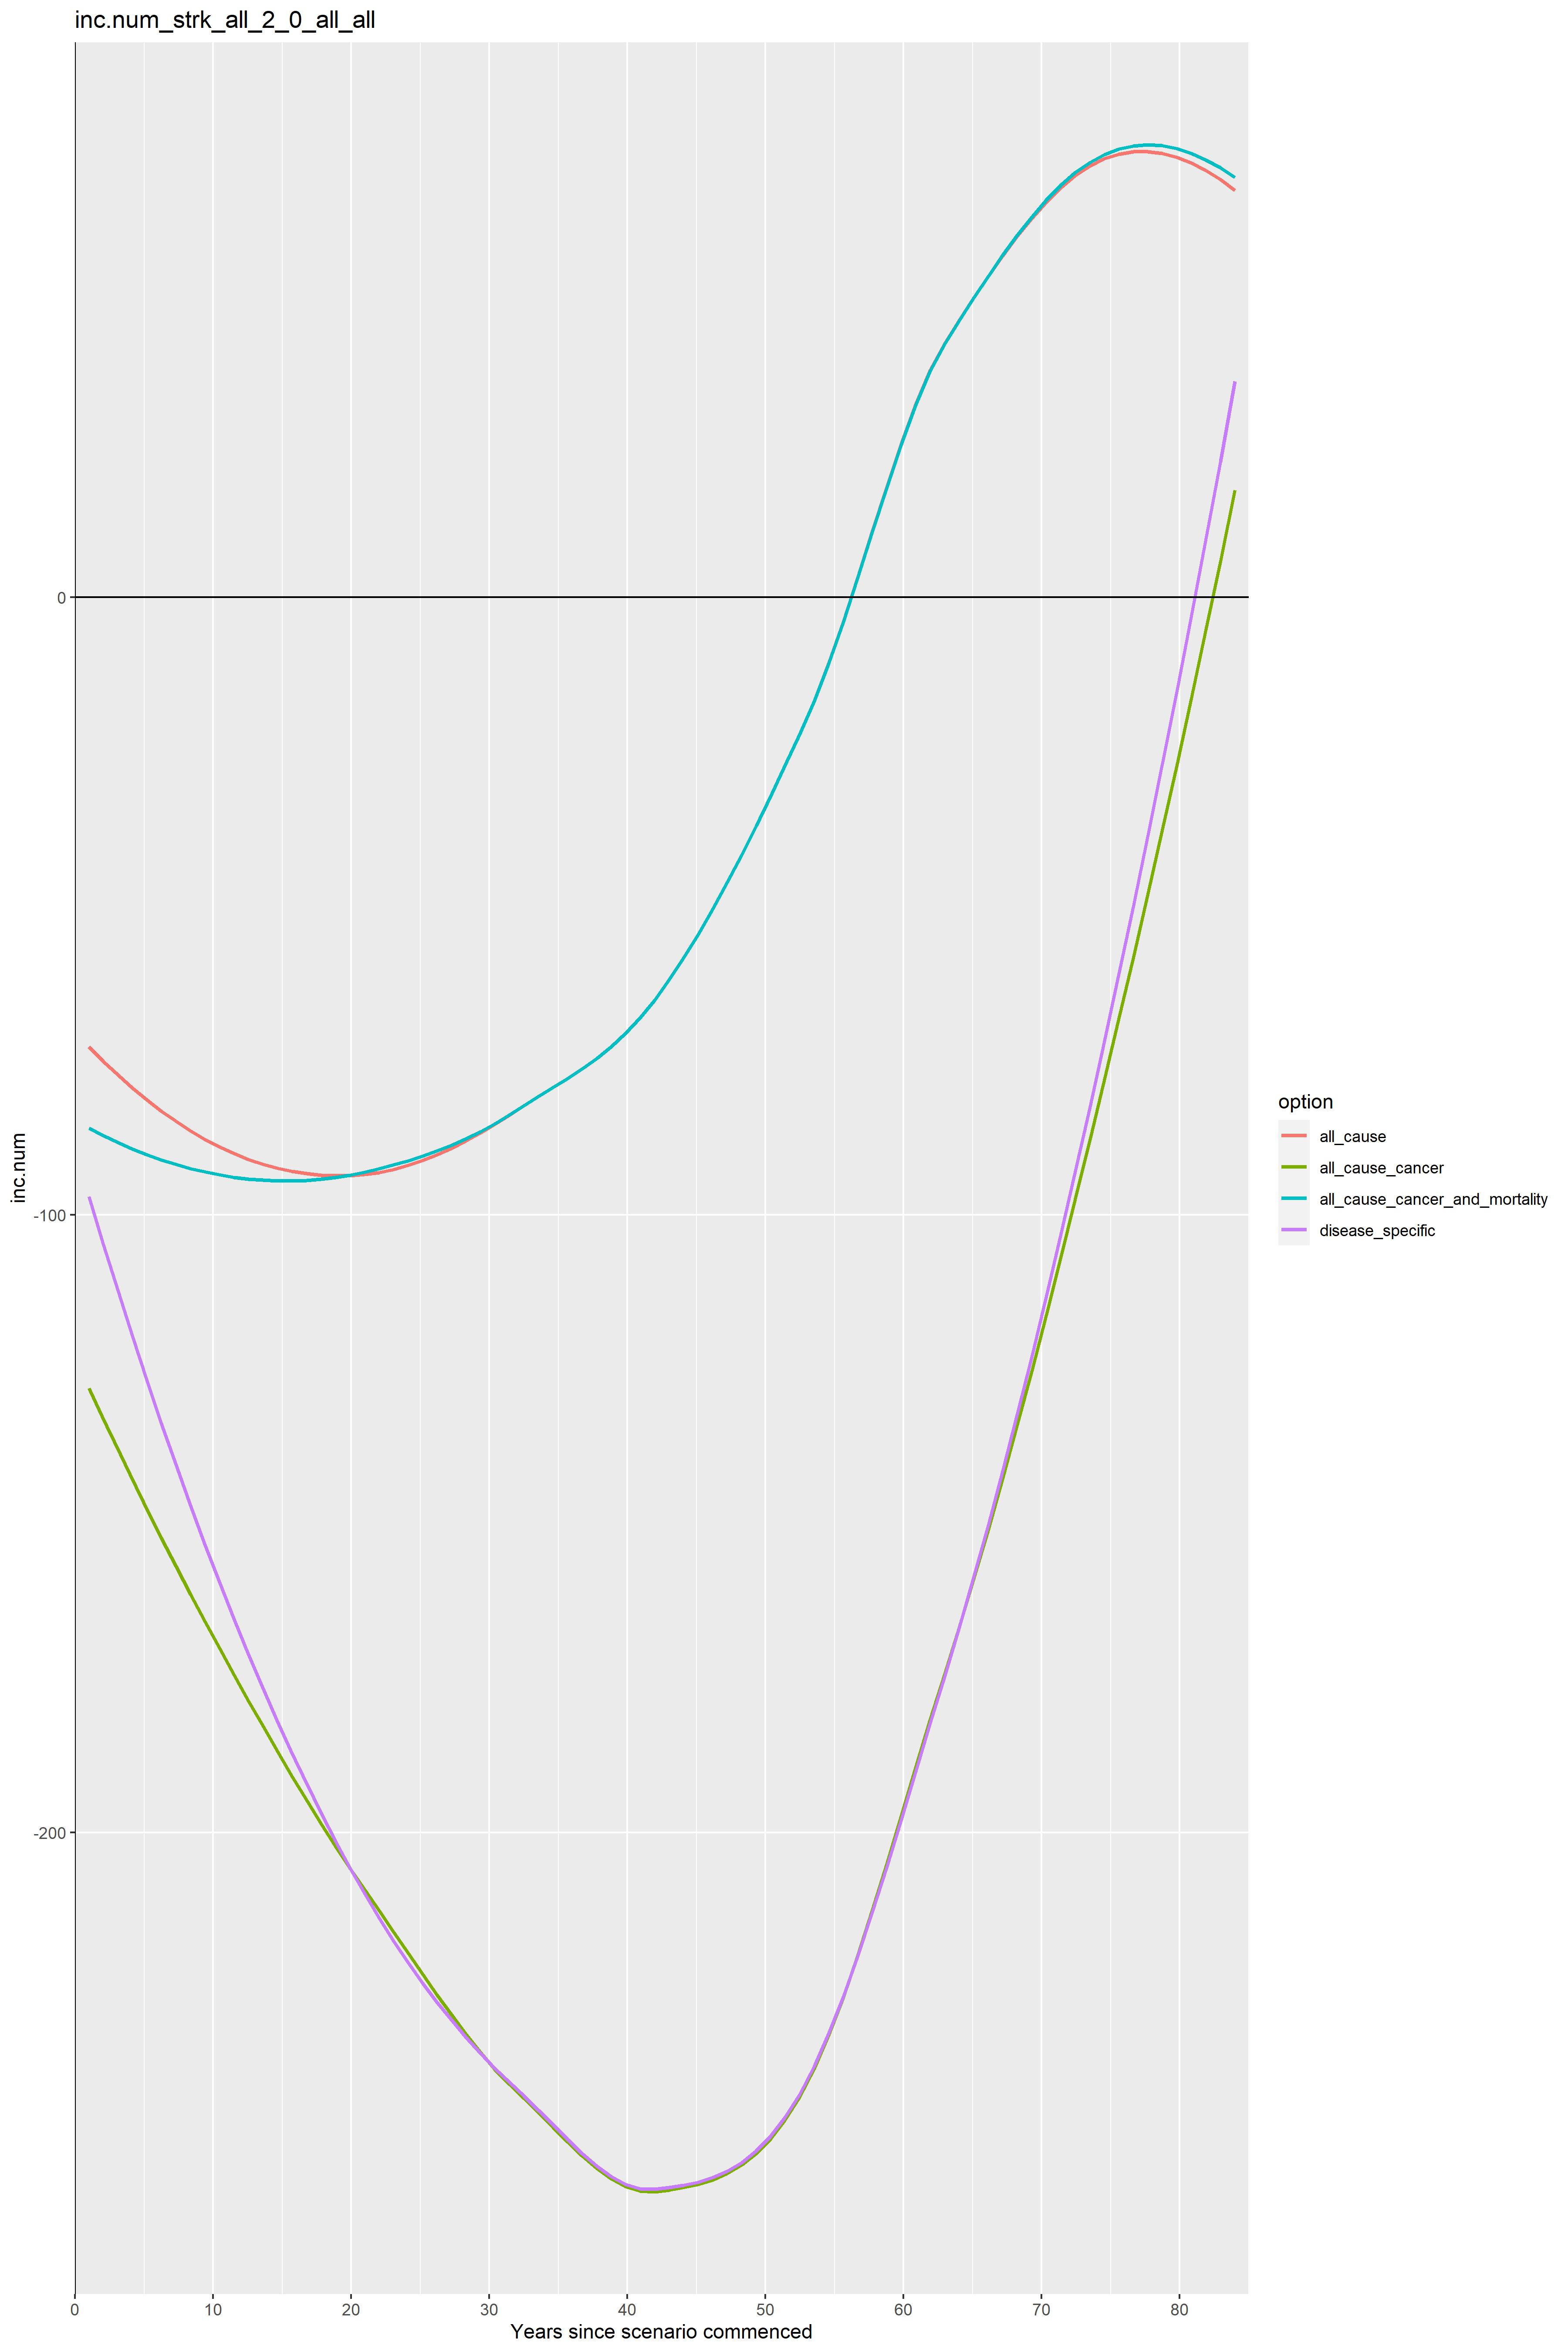 inc.num_strk_all_2_0_all_all
inc.num
0
-100
-200
0 10 20 30 40 50 60 70 80
Years since scenario commenced
option
all_cause
all_cause_cancer
all_cause_cancer_and_mortality
disease_specific